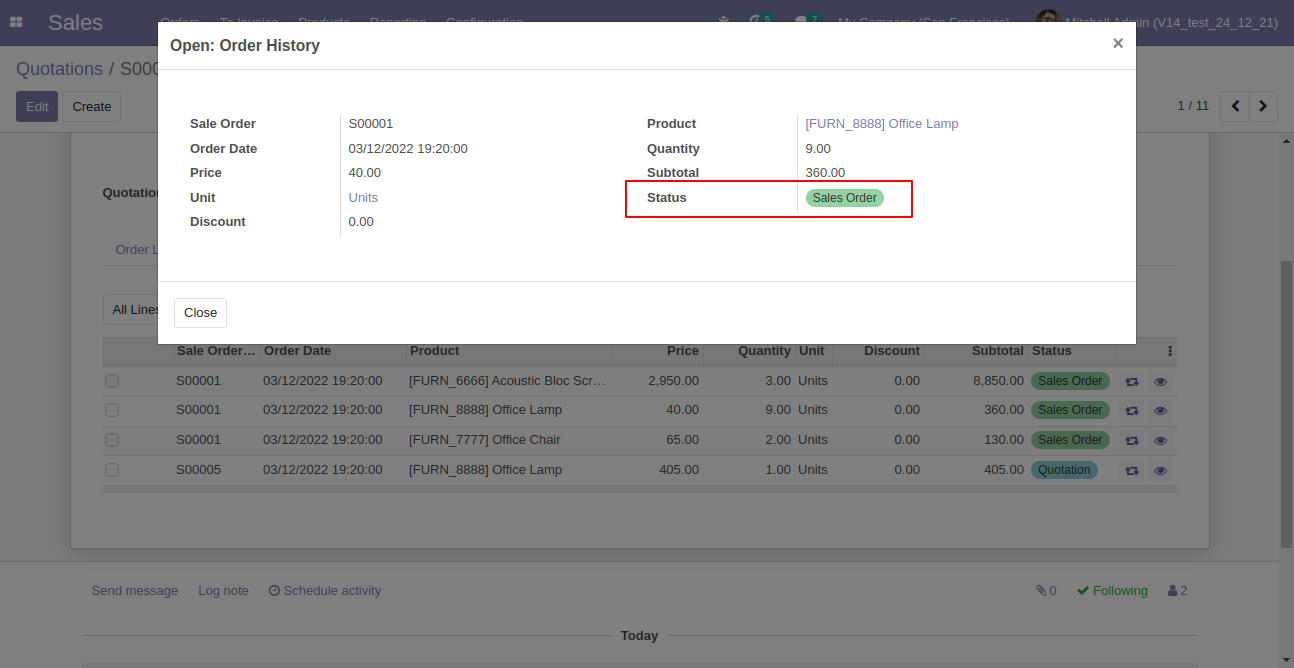 Sales Orders To Invoice Products Reporting Configuration 5 7 My Company (San Francisco) Mitchell Admin (V14_test_24_12_21)
Open: Order History ×
Quotations / S000
Edit Create 1 / 11
Sale Order S00001 Product [FURN_8888] Office Lamp
Order Date 03/12/2022 19:20:00 Quantity 9.00
Price 40.00 Subtotal 360.00
Unit Units Status Sales Order
Discount 0.00
Quotation
Order L
All Lines
Close
Sale Order... Order Date Product Price Quantity Unit Discount Subtotal Status
S00001 03/12/2022 19:20:00 [FURN_6666] Acoustic Bloc Scr... 2,950.00 3.00 Units 0.00 8,850.00 Sales Order
S00001 03/12/2022 19:20:00 [FURN_8888] Office Lamp 40.00 9.00 Units 0.00 360.00 Sales Order
S00001 03/12/2022 19:20:00 [FURN_7777] Office Chair 65.00 2.00 Units 0.00 130.00 Sales Order
S00005 03/12/2022 19:20:00 [FURN_8888] Office Lamp 405.00 1.00 Units 0.00 405.00 Quotation
Send message Log note Schedule activity 0 Following 2
Today